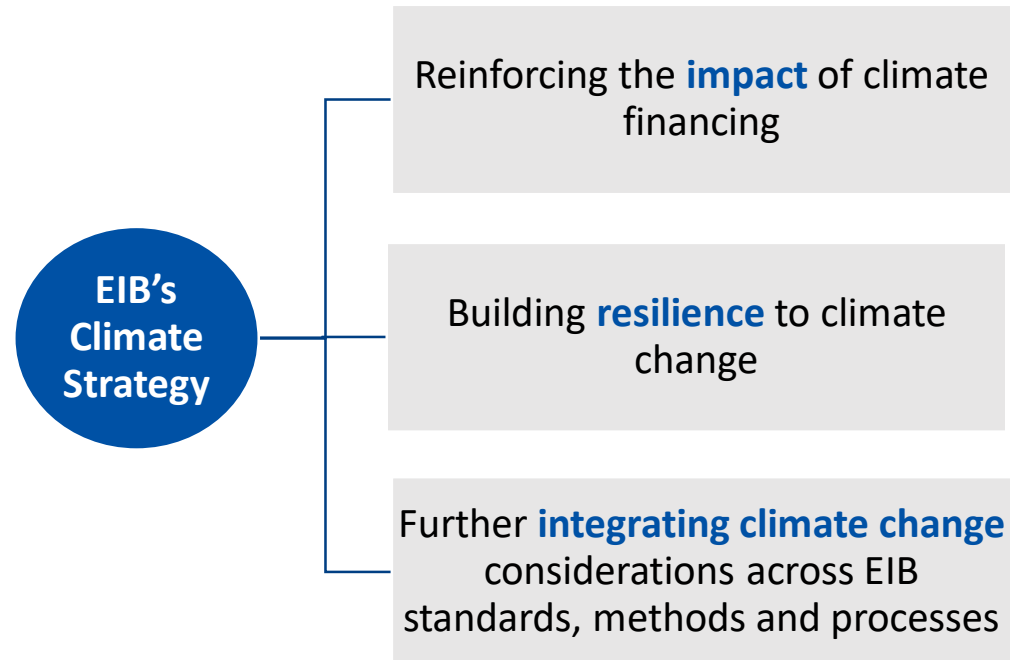 EIB’s
Climate
Strategy
Reinforcing the impact of climate
financing
Building resilience to climate
change
Further integrating climate change
considerations across EIB
standards, methods and processes